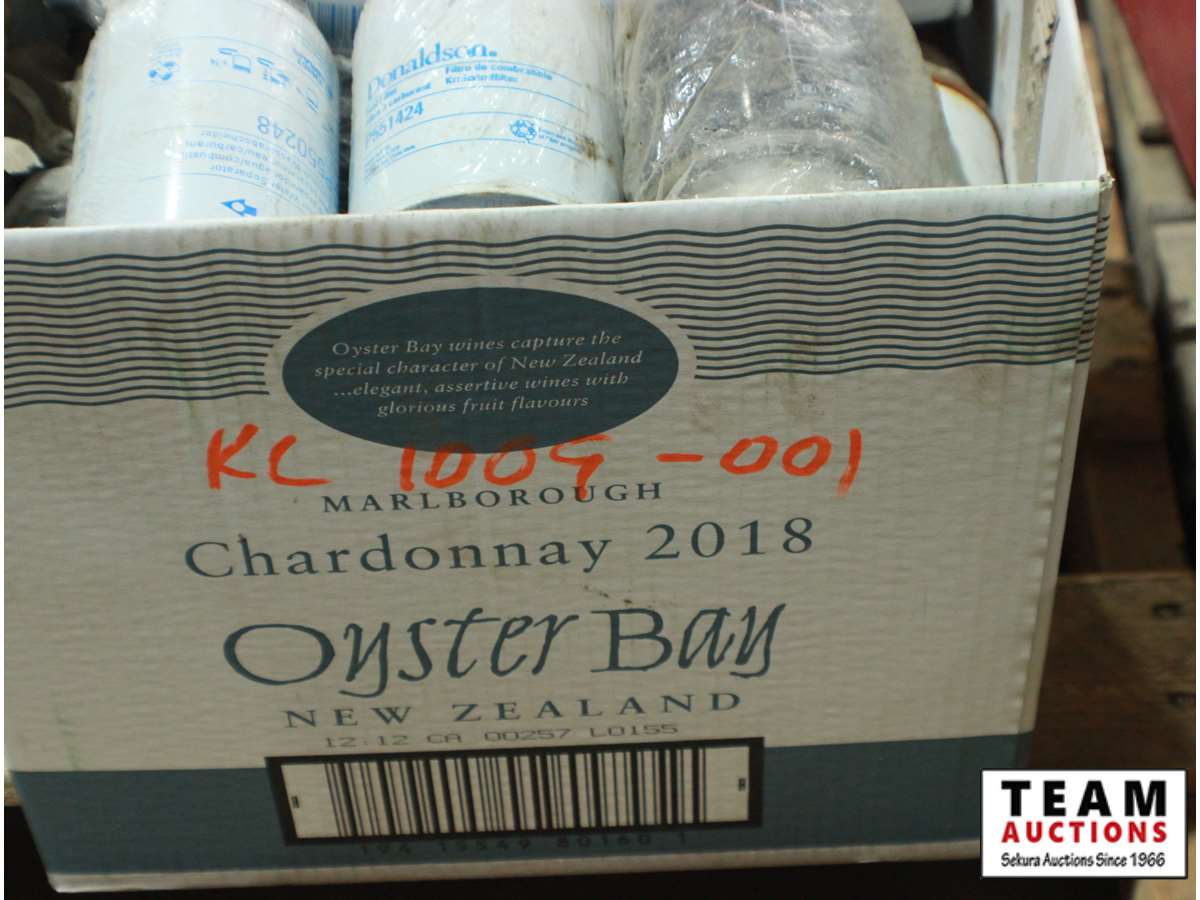 Donaldson®
Filtro de combustible
P551424
Oyster Bay wines capture the
special character of New Zealand
...elegant, assertive wines with
glorious fruit flavours
KL 1009-001
MARLBOROUGH
Chardonnay 2018
Oyster Bay
NEW ZEALAND
12:12 CA 00257 L0155
TEAM
AUCTIONS
Sekura Auctions Since 1966